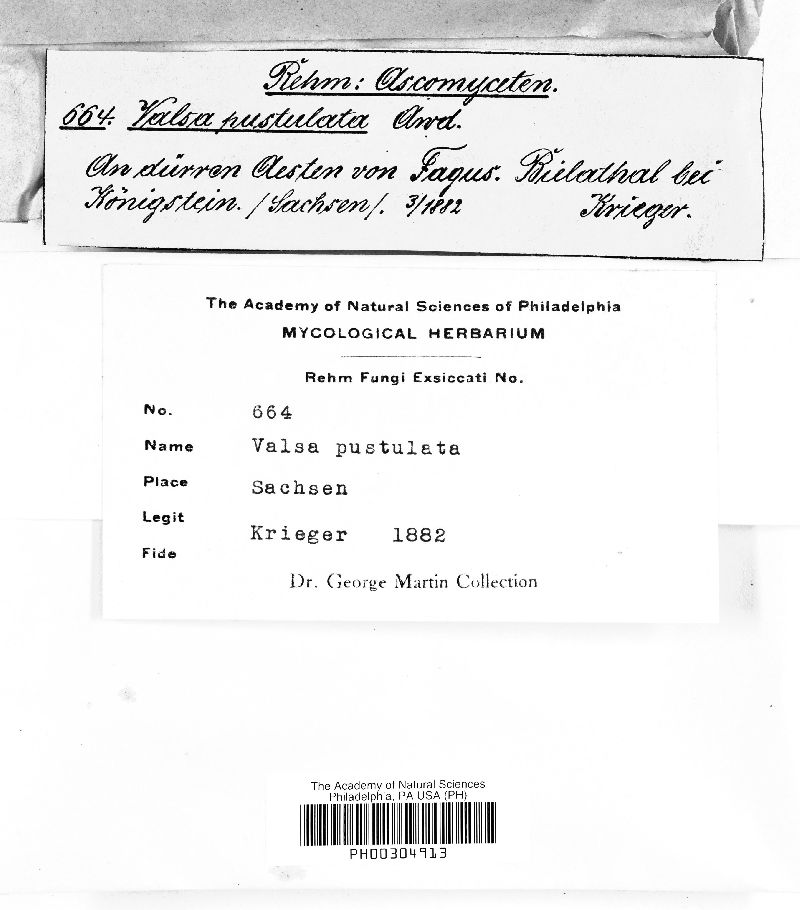 Rehm: Ascomyceten.
664. Valsa pustulata Awd.
An dürren Aesten von Fagus. Bielathal bei
Königstein. /Sachsen/. 3/1882 Krieger.
The Academy of Natural Sciences of Philadelphia
MYCOLOGICAL HERBARIUM
Rehm Fungi Exsiccati No.
No. 664
Name Valsa pustulata
Place Sachsen
Legit Krieger 1882
Fide
Dr. George Martin Collection
The Academy of Natural Sciences
Philadelphia, PA USA (PH)
PH00304913